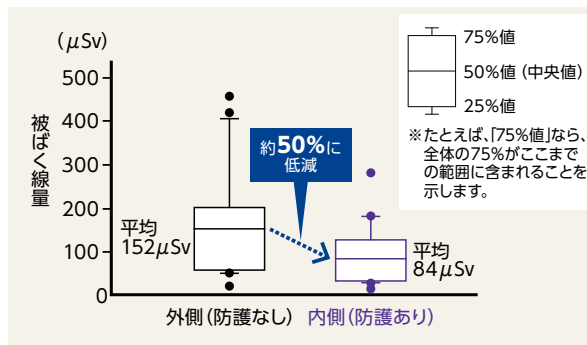 (μSv)
500
400
300
200
100
0
被ばく線量
平均
152μSv
約50%に
低減
平均
84μSv
外側(防護なし)
内側(防護あり)
75%値
50%値(中央値)
25%値
※たとえば、「75%値」なら、
全体の75%がここまで
の範囲に含まれることを
示します。